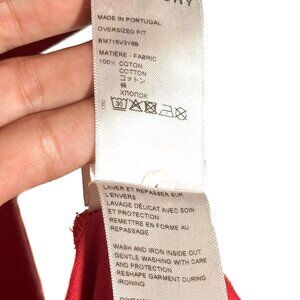 MADE IN PORTUGAL
OVERSIZED FIT
BM716V3Y8B
MATIÈRE - FABRIC
100% COTON
COTTON
コットン
棉
ХЛОПОК
30
LAVER ET REPASSER SUR
L'ENVERS
LAVAGE DÉLICAT AVEC SOIN
ET PROTECTION
REMETTRE EN FORME AU
REPASSAGE
WASH AND IRON INSIDE OUT
GENTLE WASHING WITH CARE
AND PROTECTION
RESHAPE GARMENT DURING
IRONING